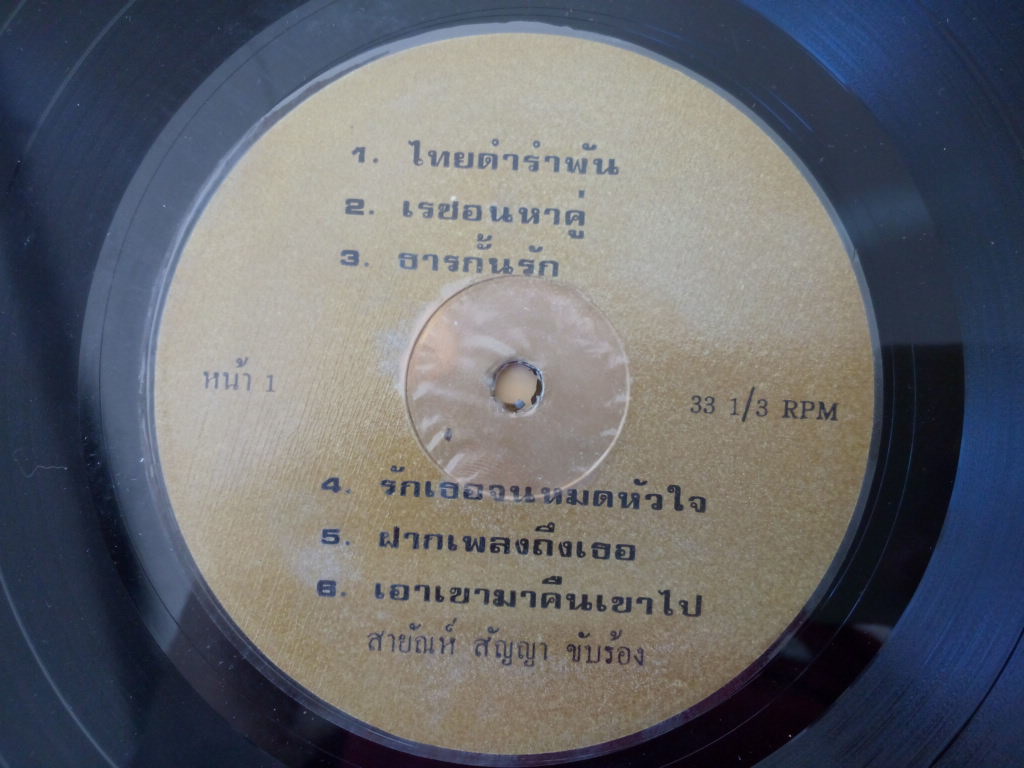 1. ไทยดำรำพัน
2. เรซอนหาคู่
3. ธารกั้นรัก
หน้า 1
33 1/3 RPM
4. รักเธอจนหมดหัวใจ
5. ฝากเพลงถึงเธอ
6. เอาเขามาคืนเขาไป
สายัณห์ สัญญา ขับร้อง